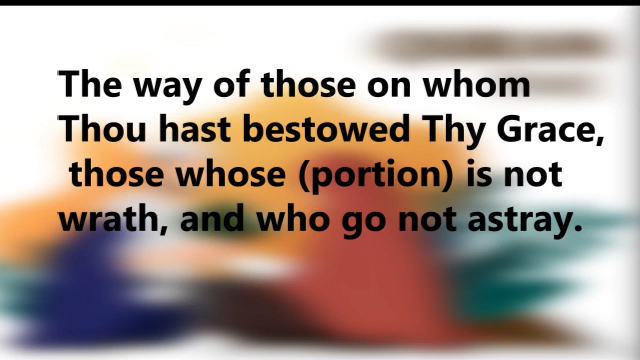 The way of those on whom
Thou hast bestowed Thy Grace,
those whose (portion) is not
wrath, and who go not astray.